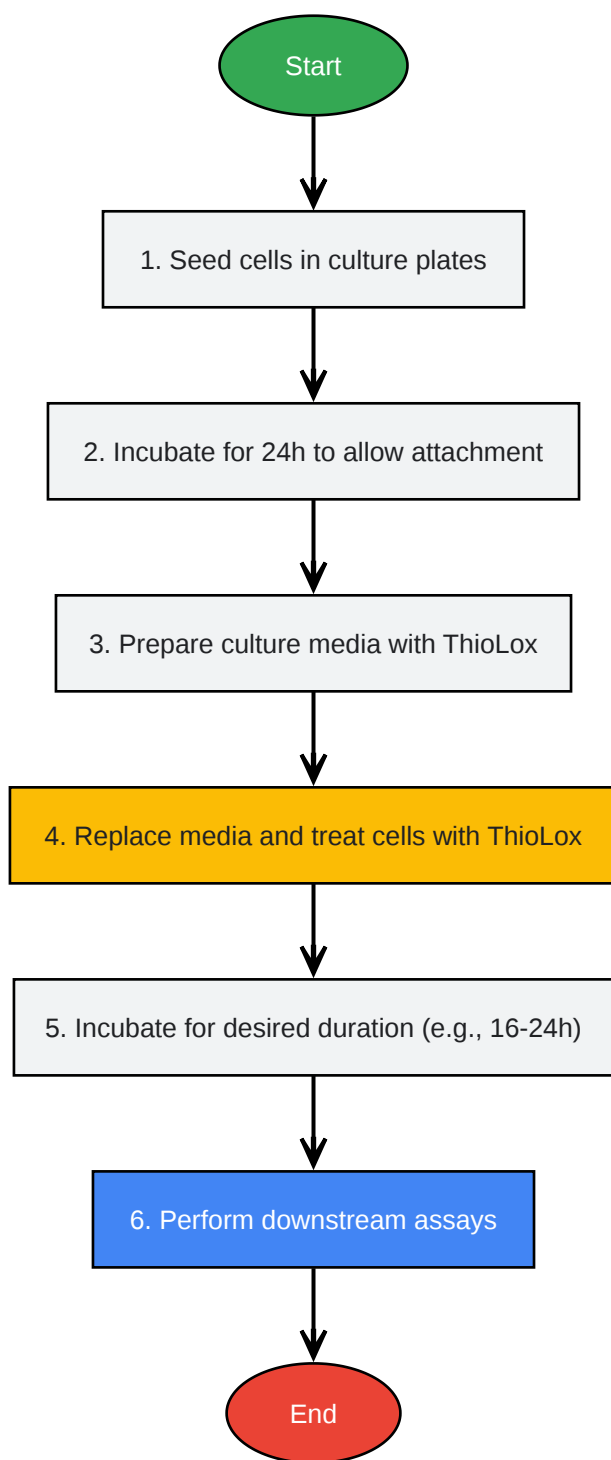 Start
1. Seed cells in culture plates
2. Incubate for 24h to allow attachment
3. Prepare culture media with ThioLox
4. Replace media and treat cells with ThioLox
5. Incubate for desired duration (e.g., 16-24h)
6. Perform downstream assays
End